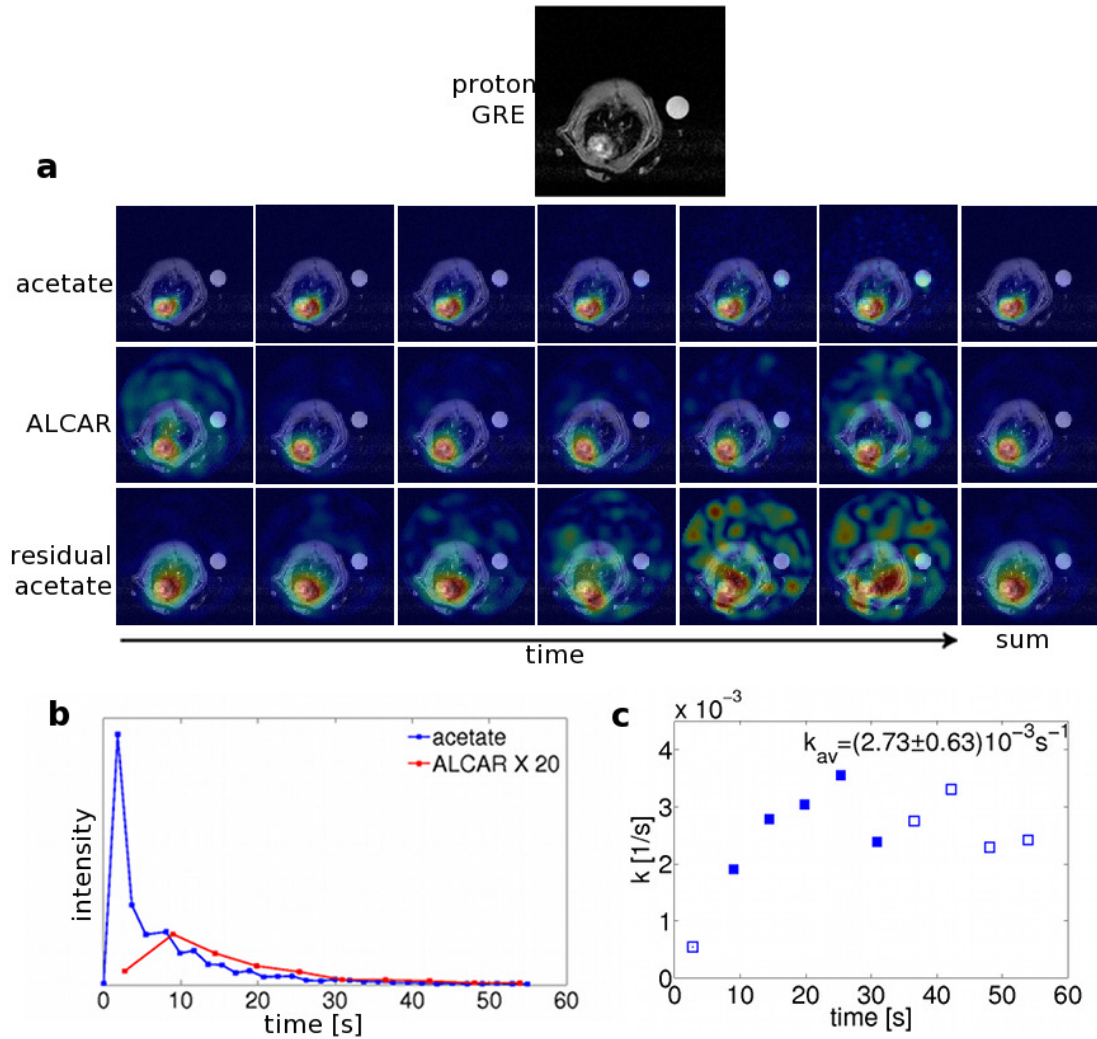 proton
GRE
a
acetate
ALCAR
residual
acetate
time
sum
b
acetate
ALCAR X 20
intensity
0 10 20 30 40 50 60
time [s]
c
x 10⁻³
k_av=(2.73±0.63)10⁻³s⁻¹
4
3
2
1
0
k [1/s]
0 10 20 30 40 50 60
time [s]